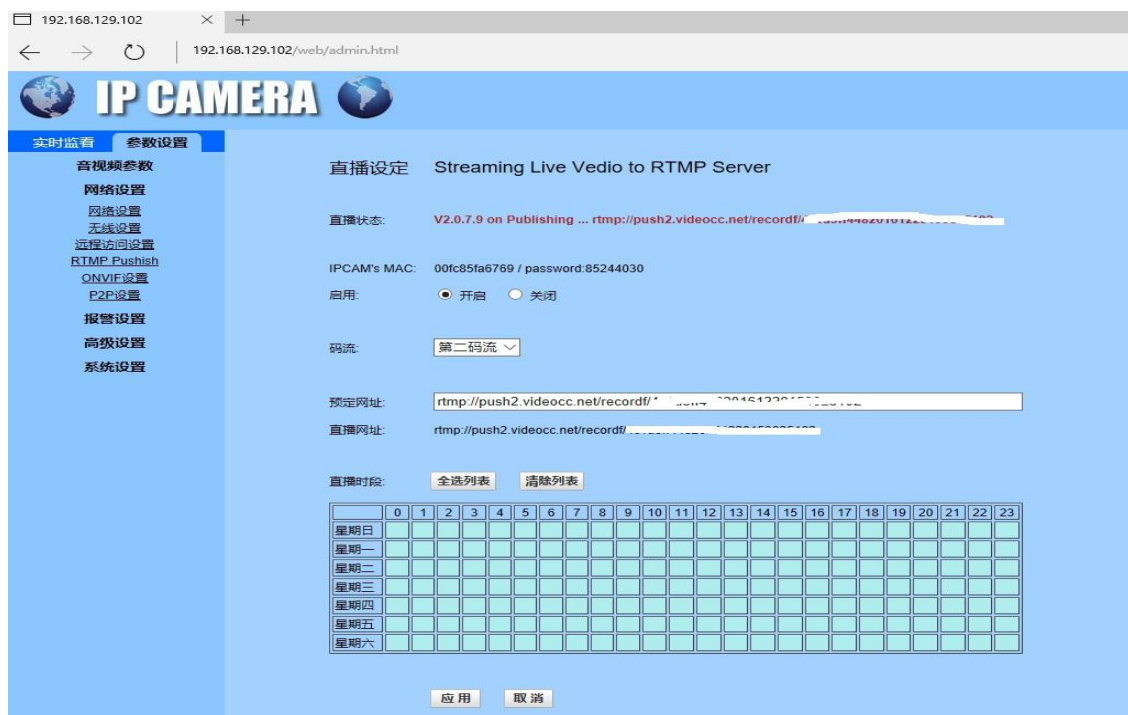 192.168.129.102
192.168.129.102/web/admin.html
IP CAMERA
实时监看 参数设置
音视频参数
网络设置
网络设置
无线设置
远程访问设置
RTMP Pushish
ONVIF设置
P2P设置
报警设置
高级设置
系统设置
直播设定 Streaming Live Vedio to RTMP Server
直播状态: V2.0.7.9 on Publishing ... rtmp://push2.videocc.net/recordf/
IPCAM's MAC: 00fc85fa6769 / password:85244030
启用: 开启 关闭
码流: 第二码流
预定网址: rtmp://push2.videocc.net/recordf/
直播网址: rtmp://push2.videocc.net/recordf/
直播时段: 全选列表 清除列表
0 1 2 3 4 5 6 7 8 9 10 11 12 13 14 15 16 17 18 19 20 21 22 23
星期日
星期一
星期二
星期三
星期四
星期五
星期六
应用 取消